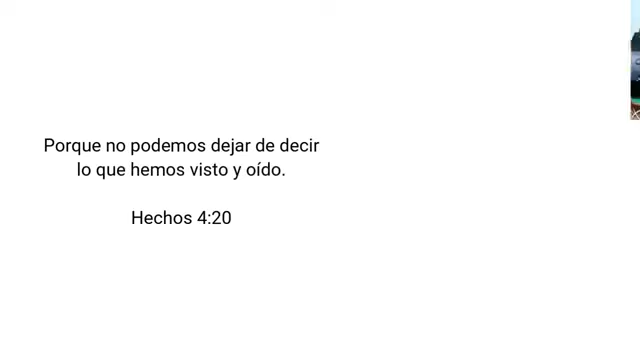 Porque no podemos dejar de decir
lo que hemos visto y oído.
Hechos 4:20